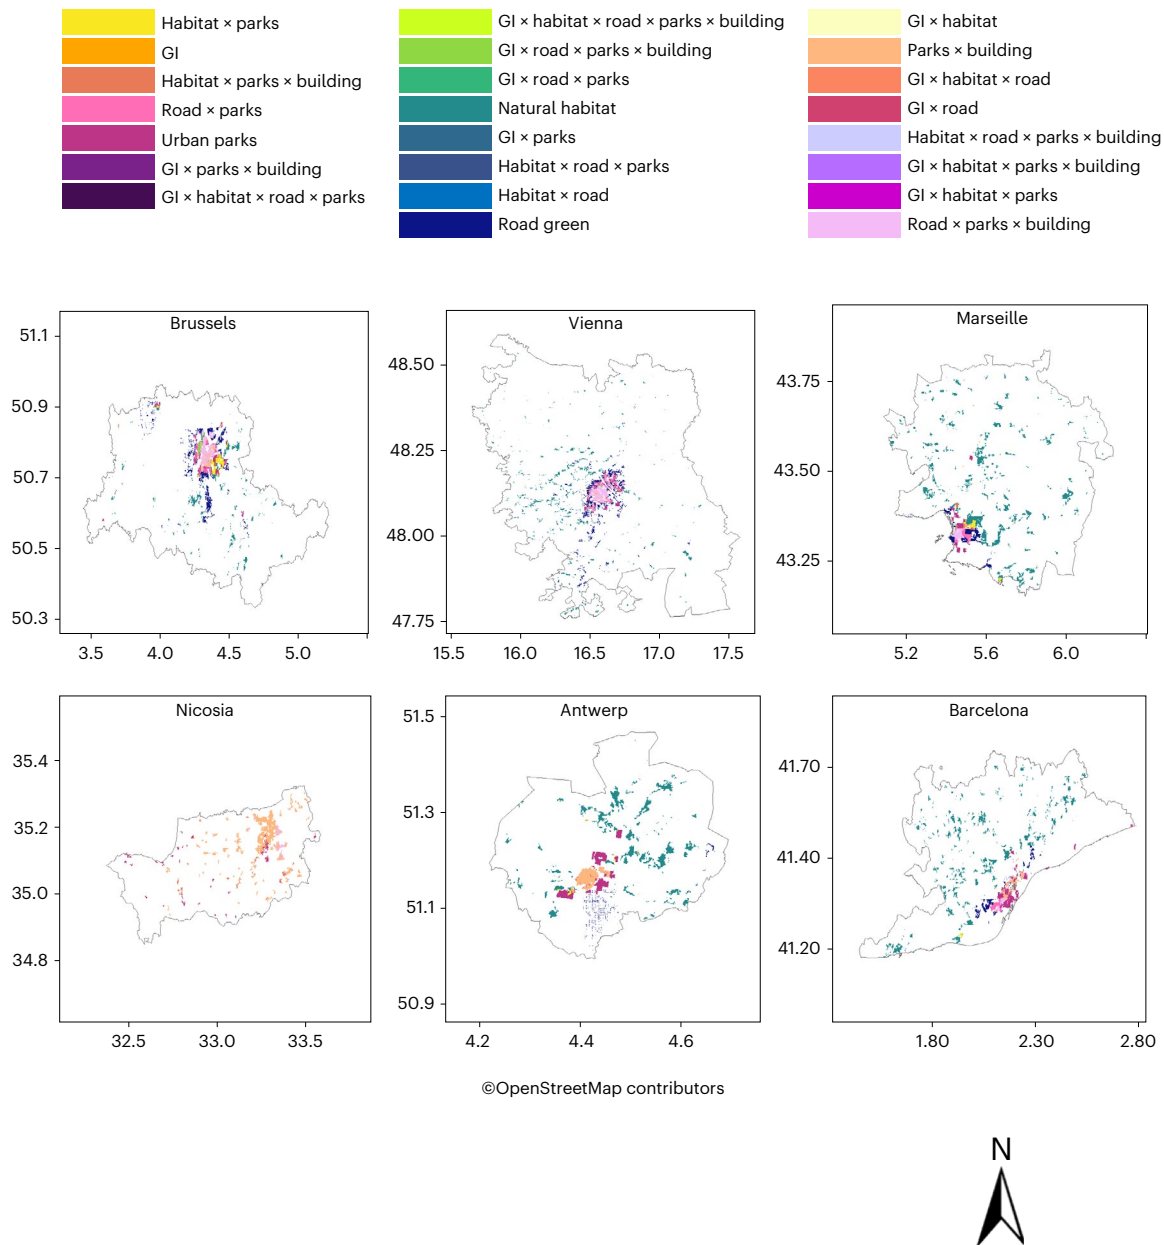 Habitat × parks
GI
Habitat × parks × building
Road × parks
Urban parks
GI × parks × building
GI × habitat × road × parks
GI × habitat × road × parks × building
GI × road × parks × building
GI × road × parks
Natural habitat
GI × parks
Habitat × road × parks
Habitat × road
Road green
GI × habitat
Parks × building
GI × habitat × road
GI × road
Habitat × road × parks × building
GI × habitat × parks × building
GI × habitat × parks
Road × parks × building
Brussels
51.1
50.9
50.7
50.5
50.3
3.5 4.0 4.5 5.0
Vienna
48.50
48.25
48.00
47.75
15.5 16.0 16.5 17.0 17.5
Marseille
43.75
43.50
43.25
5.2 5.6 6.0
Nicosia
35.4
35.2
35.0
34.8
32.5 33.0 33.5
Antwerp
51.5
51.3
51.1
50.9
4.2 4.4 4.6
Barcelona
41.70
41.40
41.20
1.80 2.30 2.80
©OpenStreetMap contributors
N